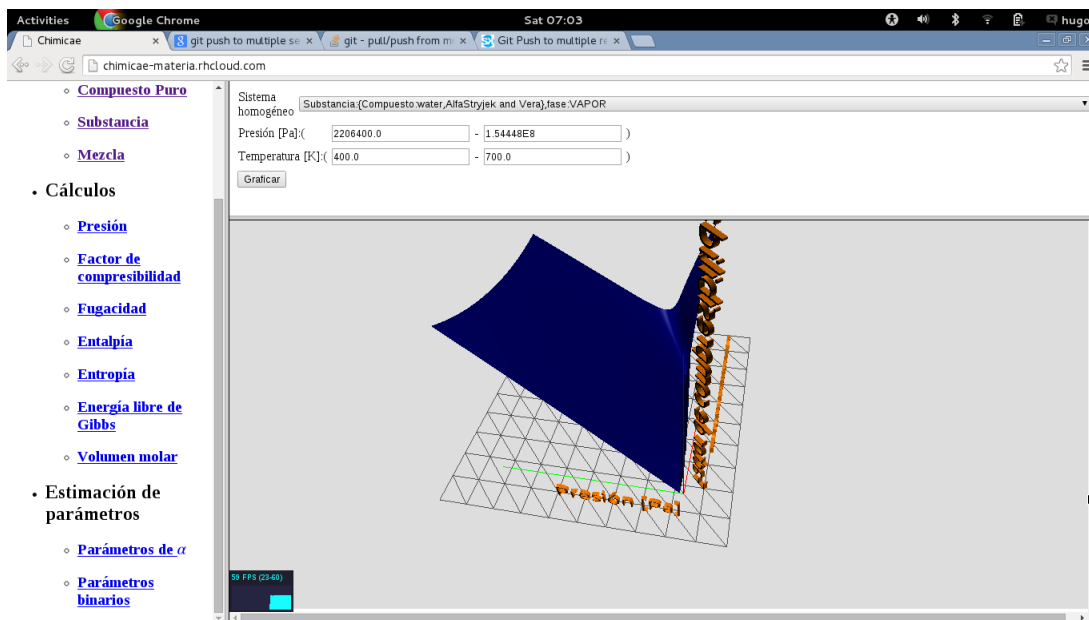 Activities Google Chrome Sat 07:03 hugo
Chimicae × git push to multiple se × git - pull/push from m × Git Push to multiple re ×
chimicae-materia.rhcloud.com
Compuesto Puro
Substancia
Mezcla
Cálculos
Presión
Factor de
compresibilidad
Fugacidad
Entalpía
Entropía
Energía libre de
Gibbs
Volumen molar
Estimación de
parámetros
Parámetros de α
Parámetros
binarios
Sistema
homogéneo Substancia:{Compuesto:water,AlfaStryjek and Vera},fase:VAPOR
Presión [Pa]:( 2206400.0 - 1.54448E8 )
Temperatura [K]:( 400.0 - 700.0 )
Graficar
Presión [Pa]
59 FPS (23-60)